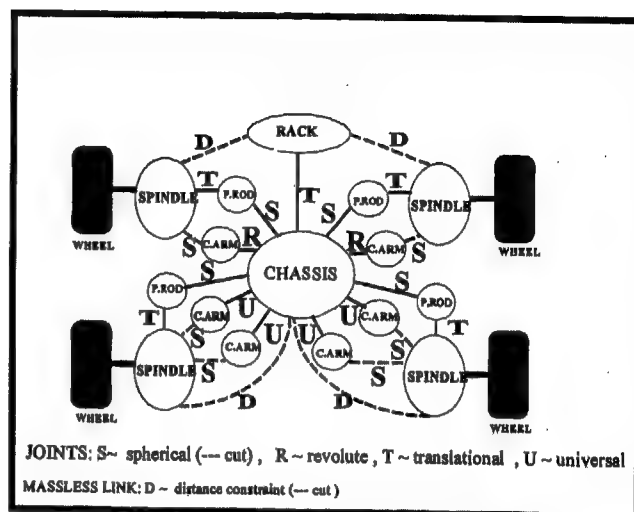 D RACK D
SPINDLE T P.ROD T P.ROD T SPINDLE
S S
WHEEL S C.ARM R R C.ARM S WHEEL
S CHASSIS S
P.ROD P.ROD
T C.ARM U U C.ARM T
S U U S
SPINDLE S C.ARM C.ARM S SPINDLE
D D
WHEEL WHEEL
JOINTS: S~ spherical (--- cut) , R ~ revolute , T ~ translational , U ~ universal
MASSLESS LINK: D ~ distance constraint (--- cut )